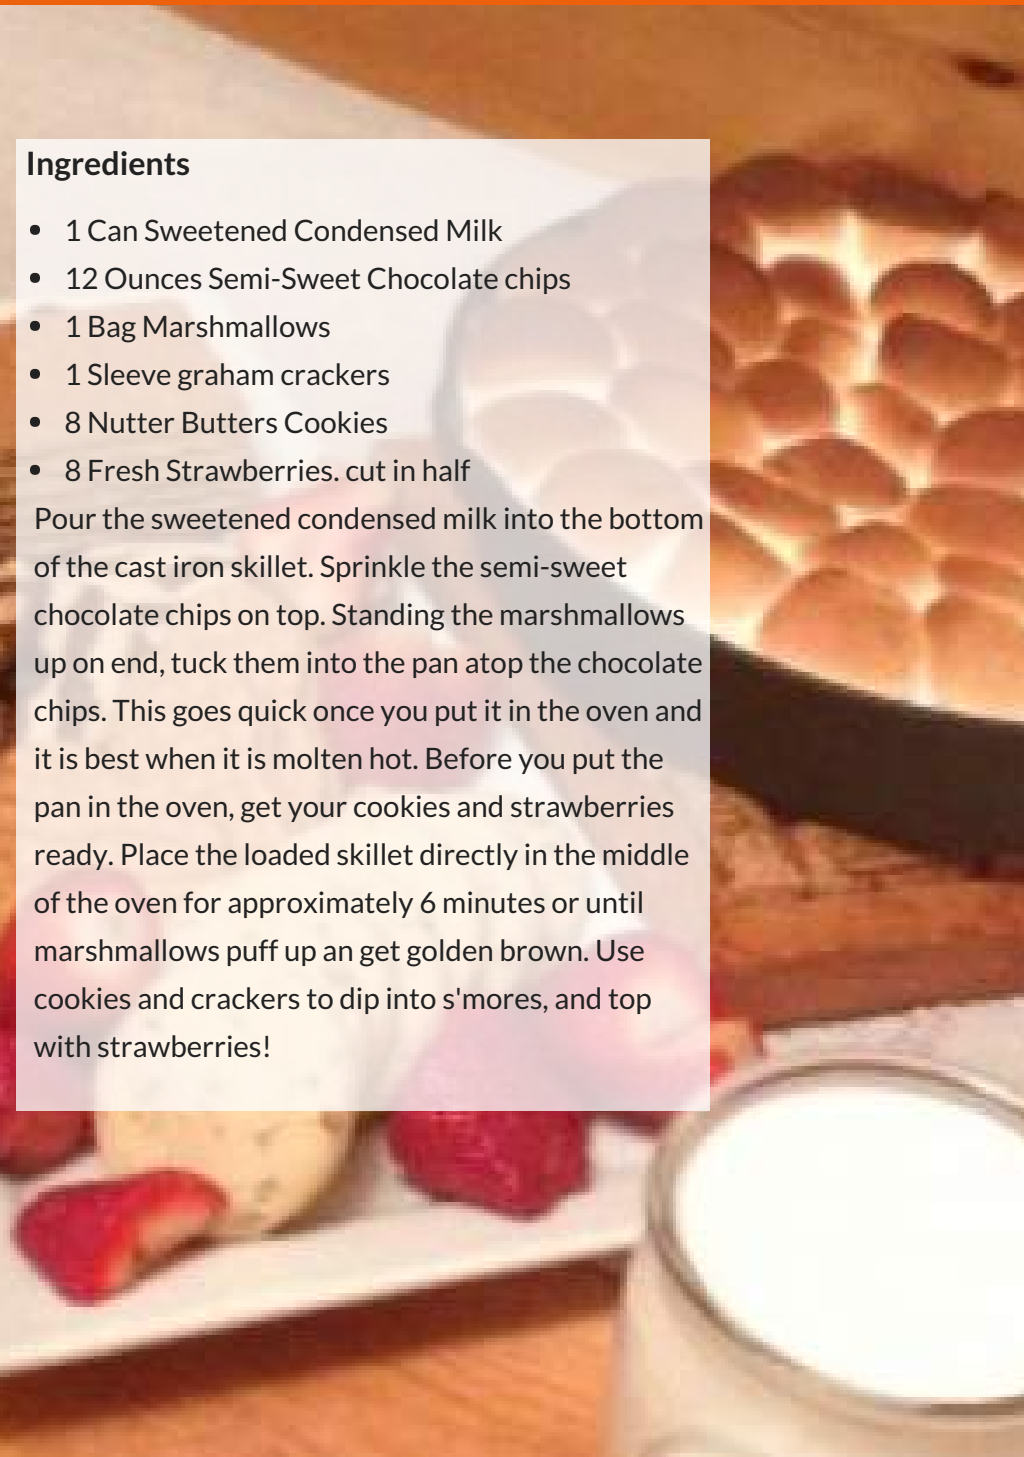 Ingredients
• 1 Can Sweetened Condensed Milk
• 12 Ounces Semi-Sweet Chocolate chips
• 1 Bag Marshmallows
• 1 Sleeve graham crackers
• 8 Nutter Butters Cookies
• 8 Fresh Strawberries. cut in half
Pour the sweetened condensed milk into the bottom
of the cast iron skillet. Sprinkle the semi-sweet
chocolate chips on top. Standing the marshmallows
up on end, tuck them into the pan atop the chocolate
chips. This goes quick once you put it in the oven and
it is best when it is molten hot. Before you put the
pan in the oven, get your cookies and strawberries
ready. Place the loaded skillet directly in the middle
of the oven for approximately 6 minutes or until
marshmallows puff up an get golden brown. Use
cookies and crackers to dip into s'mores, and top
with strawberries!